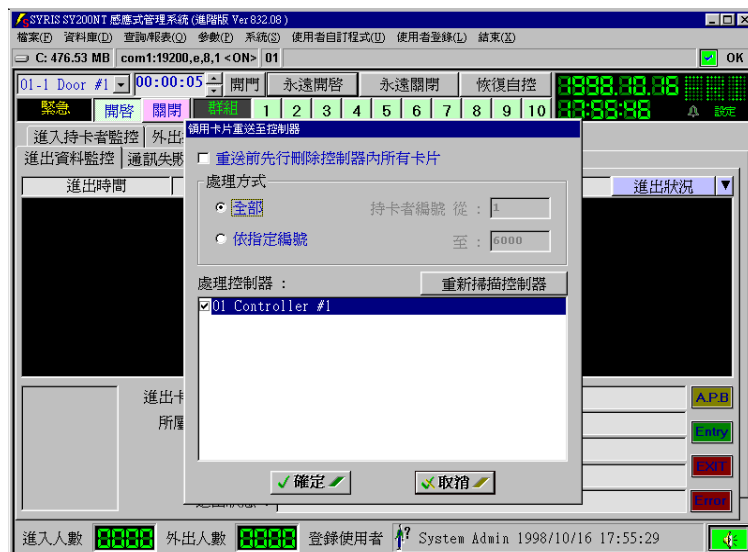 SYRIS SY200NT 感應式管理系統 (進階版 Ver 8.32.08 )
檔案(F) 資料庫(D) 查詢/報表(Q) 參數(P) 系統(S) 使用者自訂程式(U) 使用者登錄(L) 結束(X)
C: 476.53 MB com1:19200,e,8,1 <ON> 01 OK
01-1 Door #1 00:00:05 開門 永遠開啓 永遠關閉 恢復自控
緊急 開啓 關閉 群組 1 2 3 4 5 6 7 8 9 10 設定
進入持卡者監控 外出
領用卡片重送至控制器
進出資料監控 通訊失敗
重送前先行刪除控制器內所有卡片
進出時間 進出狀況
處理方式
全部 持卡者編號 從 : 1
依指定編號 至 : 6000
處理控制器 : 重新掃描控制器
01 Controller #1
進出卡
A.P.B
所屬
Entry
EXIT
確定 取消
Error
進入人數 8888 外出人數 8888 登錄使用者 System Admin 1998/10/16 17:55:29